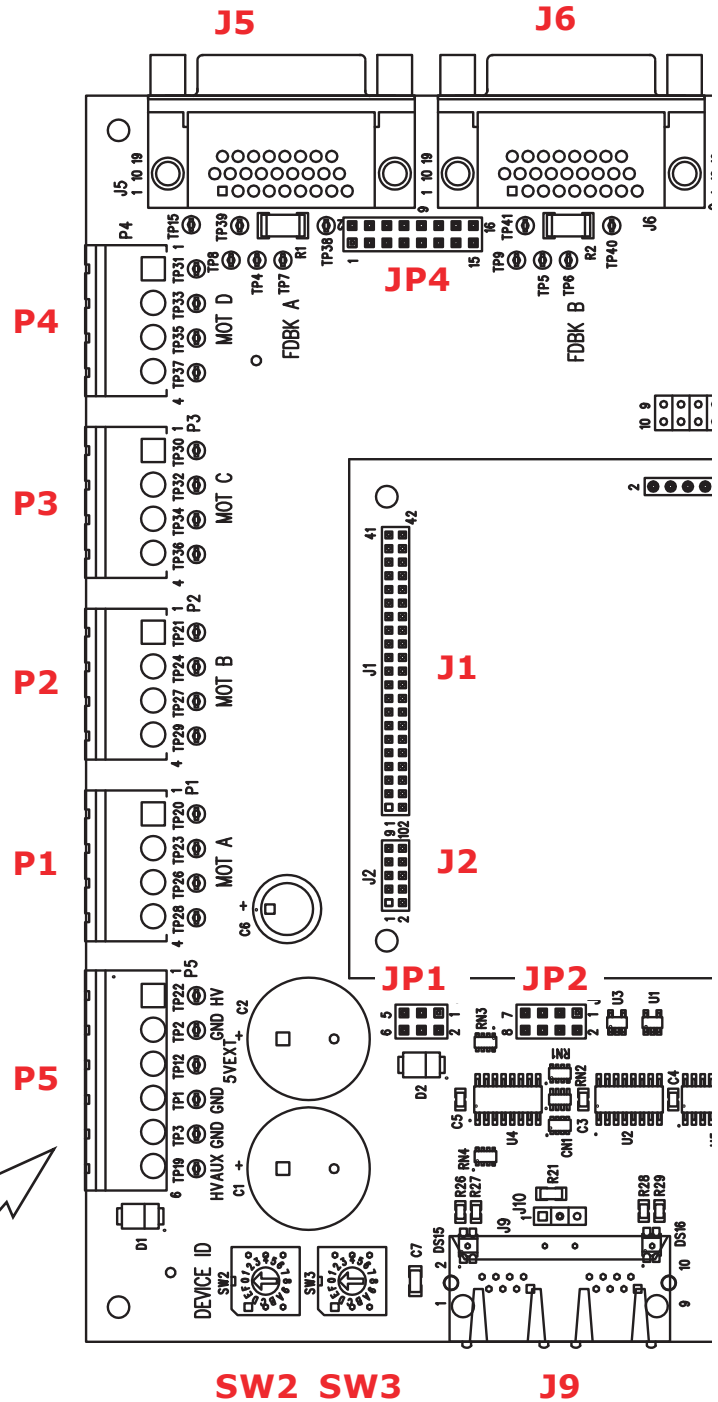 J5
J6
J5
1 10 19
1 10 19
9
J6
P4
TP15
TP39
R1
TP38
2
16
1
15
TP41
R2
TP40
TP8
TP4
TP7
TP9
TP5
TP6
JP4
P4
1
TP31
TP33
TP35
TP37
4
MOT D
FDBK A
FDBK B
10 9
P3
1
P3
TP30
TP32
TP34
TP36
4
MOT C
2
41
42
P2
1
P2
TP21
TP24
TP27
TP29
4
MOT B
J1
J1
P1
1
P1
TP20
TP23
TP26
TP28
4
MOT A
9 1
102
J2
J2
1
2
C6
+
JP1
JP2
P5
1
P5
TP22
HV
TP2
GND
TP12
5VEXT
TP1
GND
TP3
GND
TP19
HVAUX
6
C2
+
C1
+
5
6
1
2
D2
RN3
7
8
1
2
J
U3
U1
RN1
RN2
C5
U4
CN1
C3
U2
C4
RN4
D1
R26
R27
R21
J10
1
J9
R28
R29
DS15
DS16
2
1
10
9
C7
DEVICE ID
SW2
SW3
SW2 SW3
J9